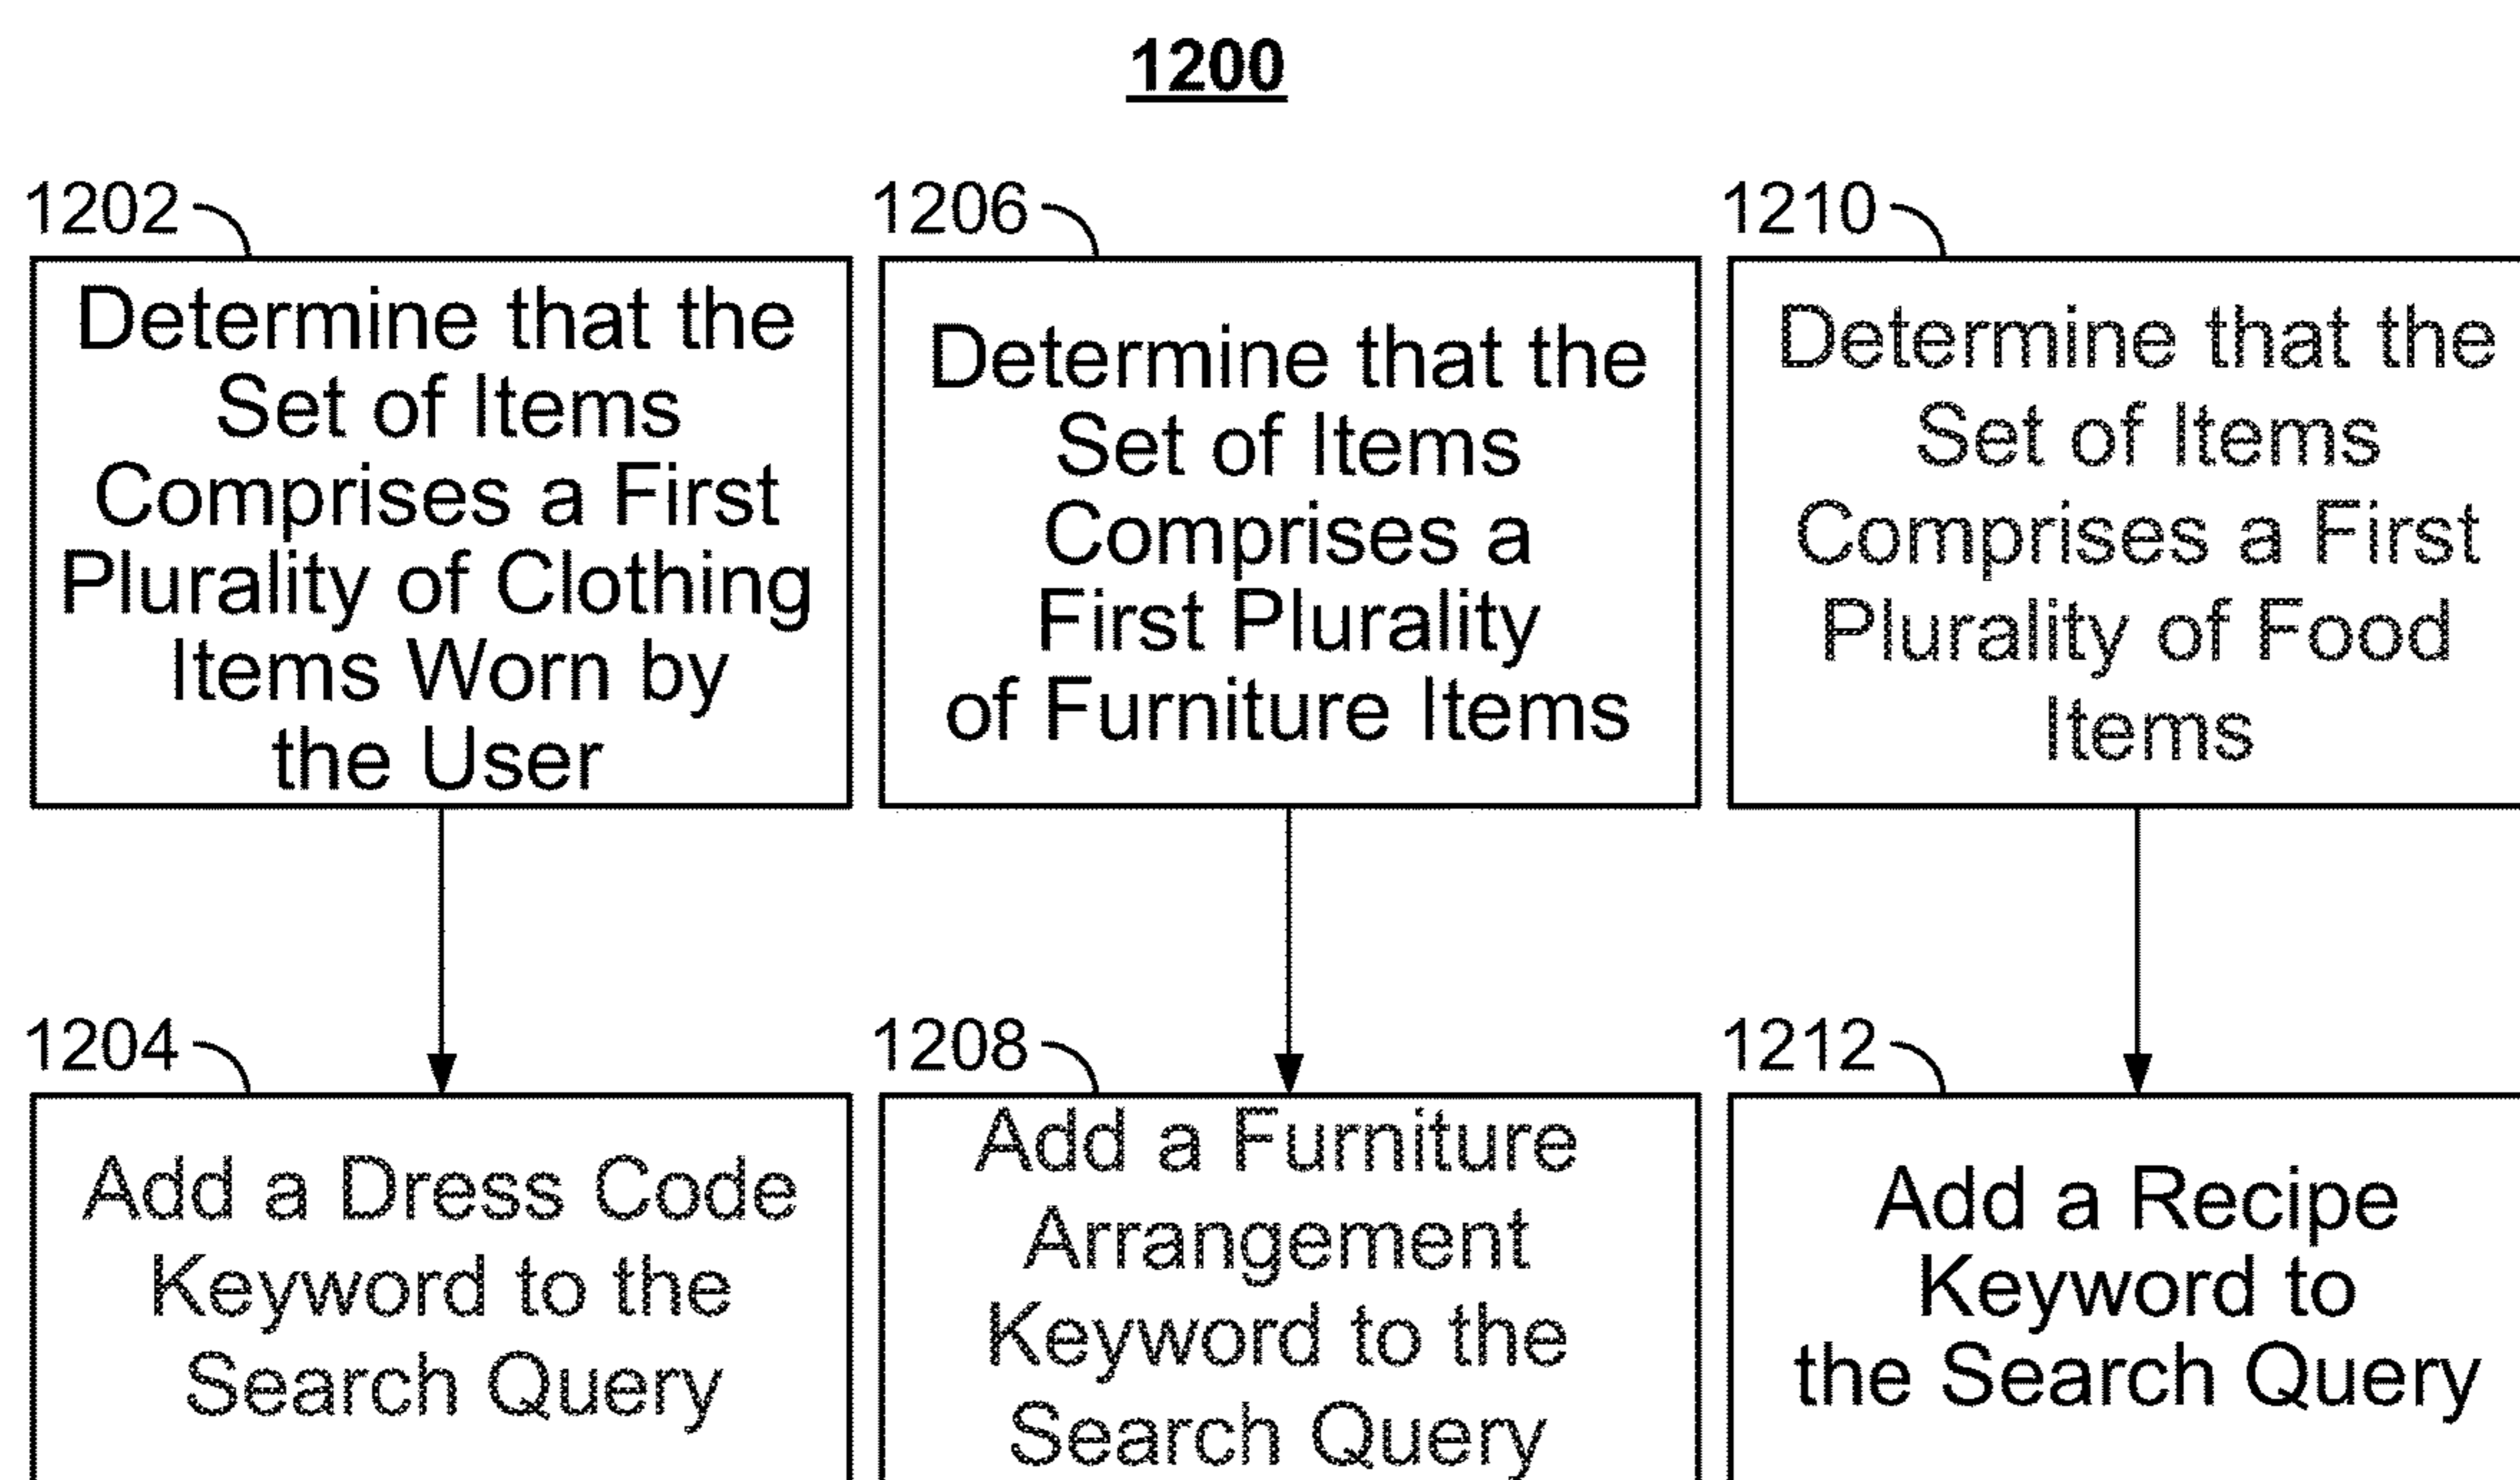 1200
1202
Determine that the
Set of Items
Comprises a First
Plurality of Clothing
Items Worn by
the User
1206
Determine that the
Set of Items
Comprises a
First Plurality
of Furniture Items
1210
Determine that the
Set of Items
Comprises a First
Plurality of Food
Items
1204
Add a Dress Code
Keyword to the
Search Query
1208
Add a Furniture
Arrangement
Keyword to the
Search Query
1212
Add a Recipe
Keyword to
the Search Query